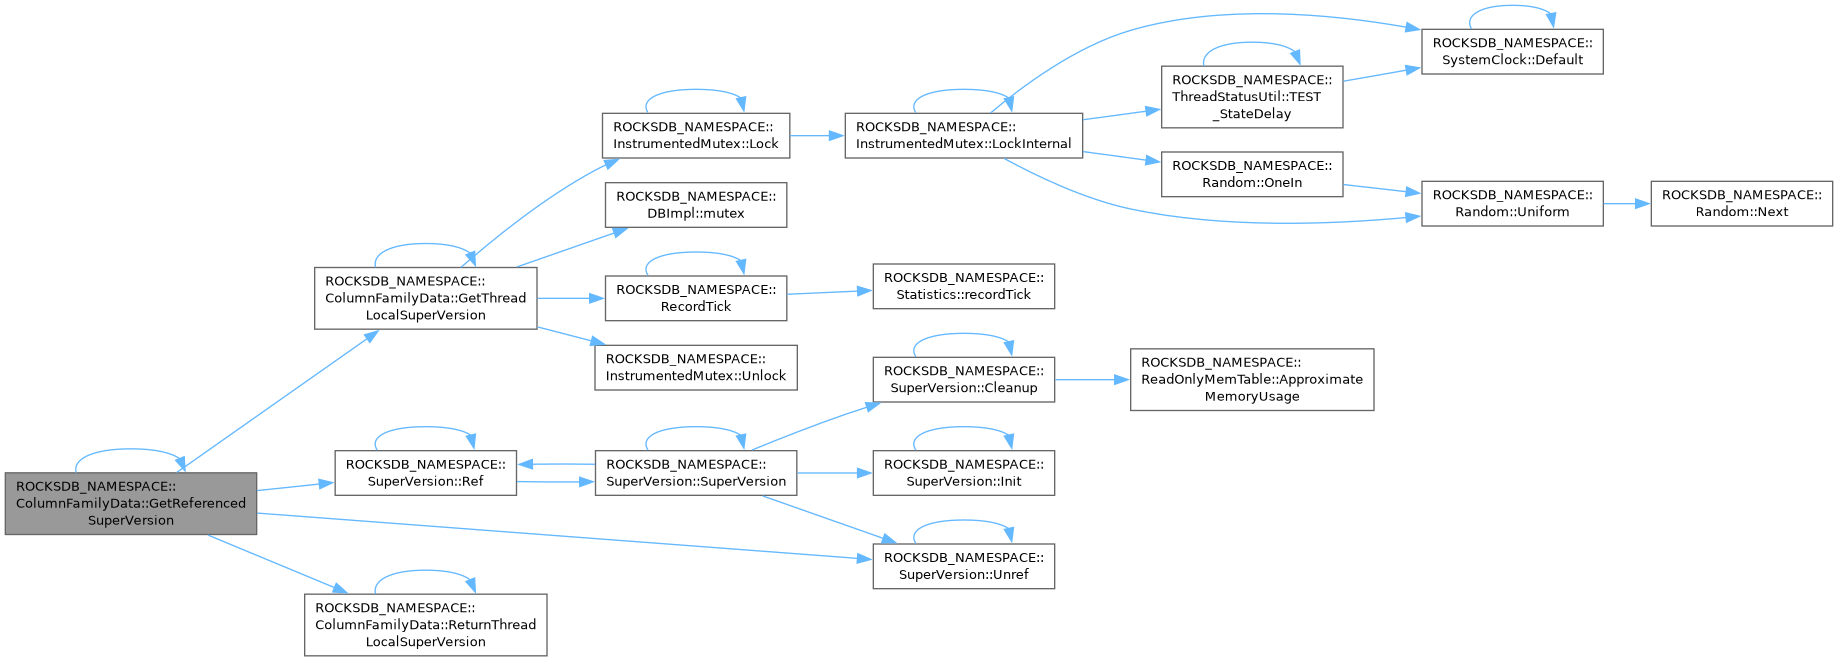 ROCKSDB_NAMESPACE::
ColumnFamilyData::GetReferenced
SuperVersion
ROCKSDB_NAMESPACE::
ColumnFamilyData::GetThread
LocalSuperVersion
ROCKSDB_NAMESPACE::
InstrumentedMutex::Lock
ROCKSDB_NAMESPACE::
InstrumentedMutex::LockInternal
ROCKSDB_NAMESPACE::
SystemClock::Default
ROCKSDB_NAMESPACE::
ThreadStatusUtil::TEST
_StateDelay
ROCKSDB_NAMESPACE::
Random::OneIn
ROCKSDB_NAMESPACE::
Random::Uniform
ROCKSDB_NAMESPACE::
Random::Next
ROCKSDB_NAMESPACE::
DBImpl::mutex
ROCKSDB_NAMESPACE::
RecordTick
ROCKSDB_NAMESPACE::
Statistics::recordTick
ROCKSDB_NAMESPACE::
InstrumentedMutex::Unlock
ROCKSDB_NAMESPACE::
SuperVersion::Ref
ROCKSDB_NAMESPACE::
SuperVersion::SuperVersion
ROCKSDB_NAMESPACE::
SuperVersion::Cleanup
ROCKSDB_NAMESPACE::
ReadOnlyMemTable::Approximate
MemoryUsage
ROCKSDB_NAMESPACE::
SuperVersion::Init
ROCKSDB_NAMESPACE::
SuperVersion::Unref
ROCKSDB_NAMESPACE::
ColumnFamilyData::ReturnThread
LocalSuperVersion